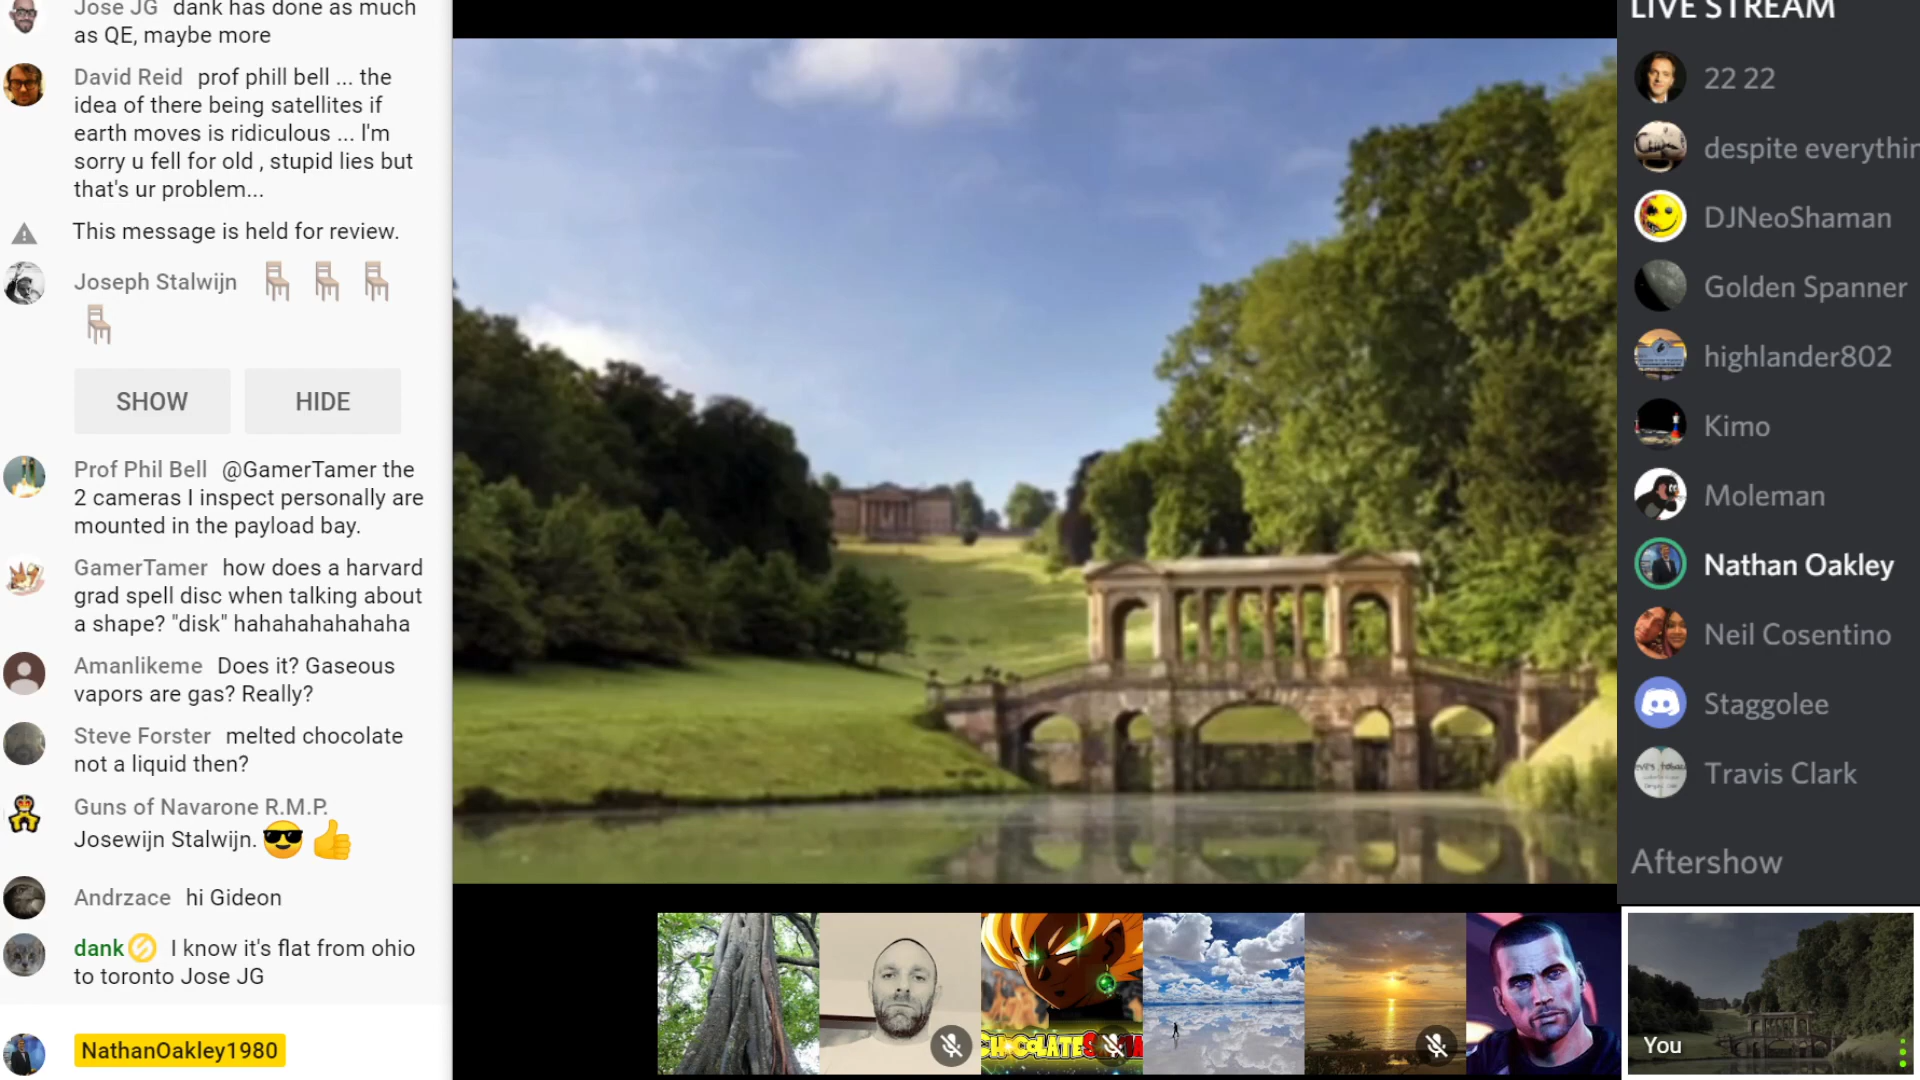 Jose JG dank has done as much
as QE, maybe more
David Reid prof phill bell ... the
idea of there being satellites if
earth moves is ridiculous ... I'm
sorry u fell for old , stupid lies but
that's ur problem...
This message is held for review.
Joseph Stalwijn
SHOW HIDE
Prof Phil Bell @GamerTamer the
2 cameras I inspect personally are
mounted in the payload bay.
GamerTamer how does a harvard
grad spell disc when talking about
a shape? "disk" hahahahahahaha
Amanlikeme Does it? Gaseous
vapors are gas? Really?
Steve Forster melted chocolate
not a liquid then?
Guns of Navarone R.M.P.
Josewijn Stalwijn.
Andrzace hi Gideon
dank I know it's flat from ohio
to toronto Jose JG
NathanOakley1980
LIVE STREAM
22 22
despite everythin
DJNeoShaman
Golden Spanner
highlander802
Kimo
Moleman
Nathan Oakley
Neil Cosentino
Staggolee
Travis Clark
Aftershow
You